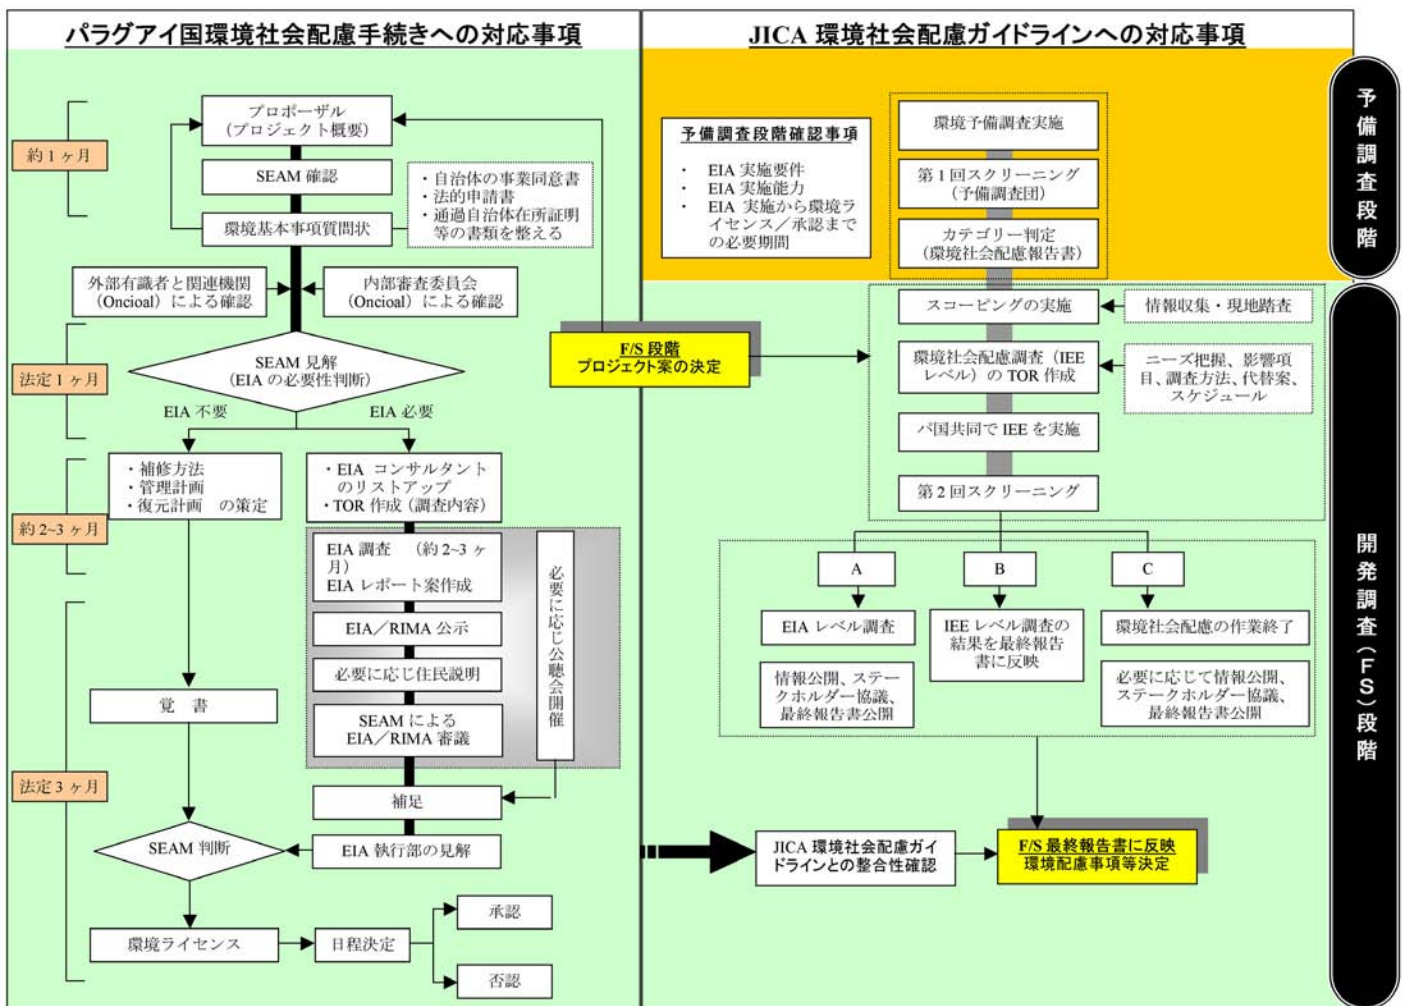 パラグアイ国環境社会配慮手続きへの対応事項
約1ヶ月
プロポーザル
(プロジェクト概要)
SEAM 確認
環境基本事項質問状
・自治体の事業同意書
・法的申請書
・通過自治体在所証明
等の書類を整える
外部有識者と関連機関
(Oncioal)による確認
内部審査委員会
(Oncioal)による確認
法定1ヶ月
SEAM 見解
(EIA の必要性判断)
EIA 不要
EIA 必要
約2~3ヶ月
・補修方法
・管理計画
・復元計画 の策定
・EIA コンサルタント
のリストアップ
・TOR 作成(調査内容)
EIA 調査 (約2~3ヶ
月)
EIA レポート案作成
EIA/RIMA 公示
必要に応じ住民説明
SEAM による
EIA/RIMA 審議
必要に応じ公聴会開催
法定3ヶ月
覚 書
補足
EIA 執行部の見解
SEAM 判断
環境ライセンス
日程決定
承認
否認
F/S 段階
プロジェクト案の決定
JICA 環境社会配慮ガイドラインへの対応事項
予備調査段階確認事項
・ EIA 実施要件
・ EIA 実施能力
・ EIA 実施から環境ラ
イセンス/承認まで
の必要期間
環境予備調査実施
第1回スクリーニング
(予備調査団)
カテゴリー判定
(環境社会配慮報告書)
スコーピングの実施
情報収集・現地踏査
環境社会配慮調査(IEE
レベル)の TOR 作成
ニーズ把握、影響項
目、調査方法、代替案、
スケジュール
パ国共同で IEE を実施
第2回スクリーニング
A
B
C
EIA レベル調査
IEE レベル調査の
結果を最終報告
書に反映
環境社会配慮の作業終了
情報公開、ステー
クホルダー協議、
最終報告書公開
必要に応じて情報公開、
ステークホルダー協議、
最終報告書公開
JICA 環境社会配慮ガイ
ドラインとの整合性確認
F/S 最終報告書に反映
環境配慮事項等決定
予備調査段階
開発調査(FS)段階